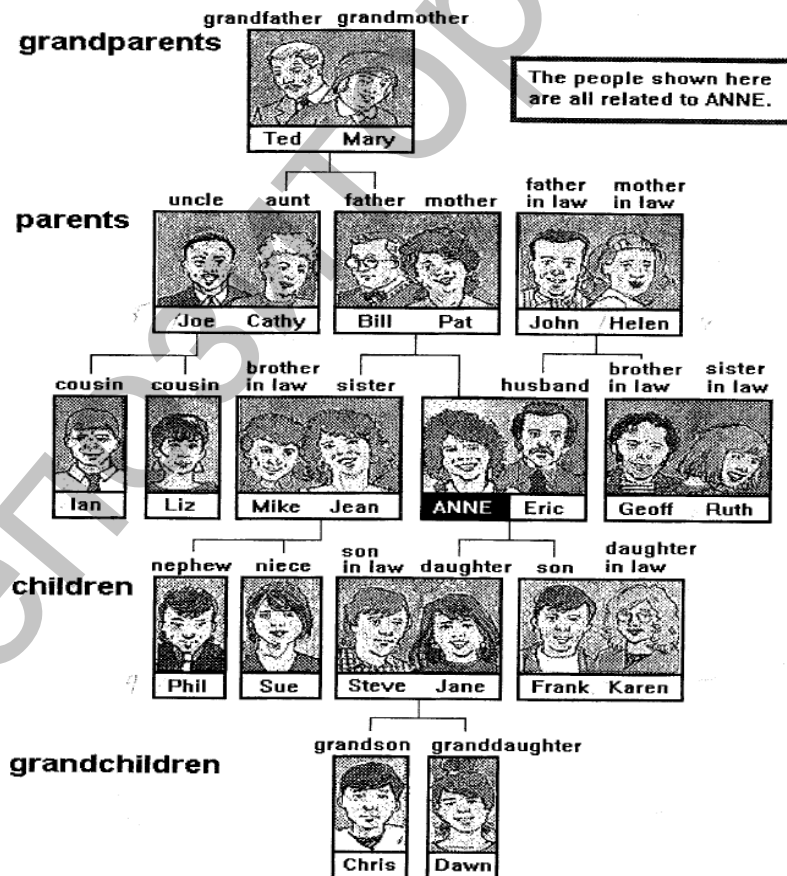 grandfather grandmother
grandparents
The people shown here
are all related to ANNE.
Ted Mary
uncle aunt father mother father in law mother in law
parents
Joe Cathy Bill Pat John Helen
cousin cousin brother in law sister husband brother in law sister in law
Ian Liz Mike Jean ANNE Eric Geoff Ruth
nephew niece son in law daughter son daughter in law
children
Phil Sue Steve Jane Frank Karen
grandson granddaughter
grandchildren
Chris Dawn